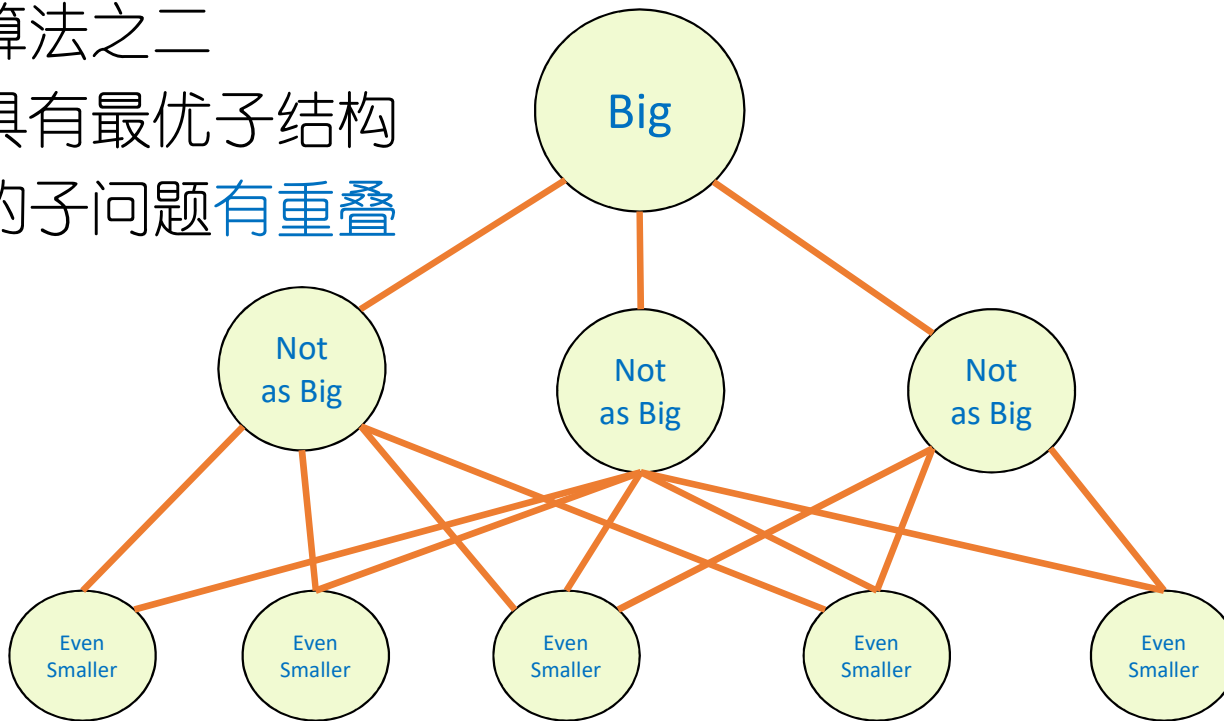 算法之二
具有最优子结构
的子问题有重叠
Big
Not
as Big
Not
as Big
Not
as Big
Even
Smaller
Even
Smaller
Even
Smaller
Even
Smaller
Even
Smaller